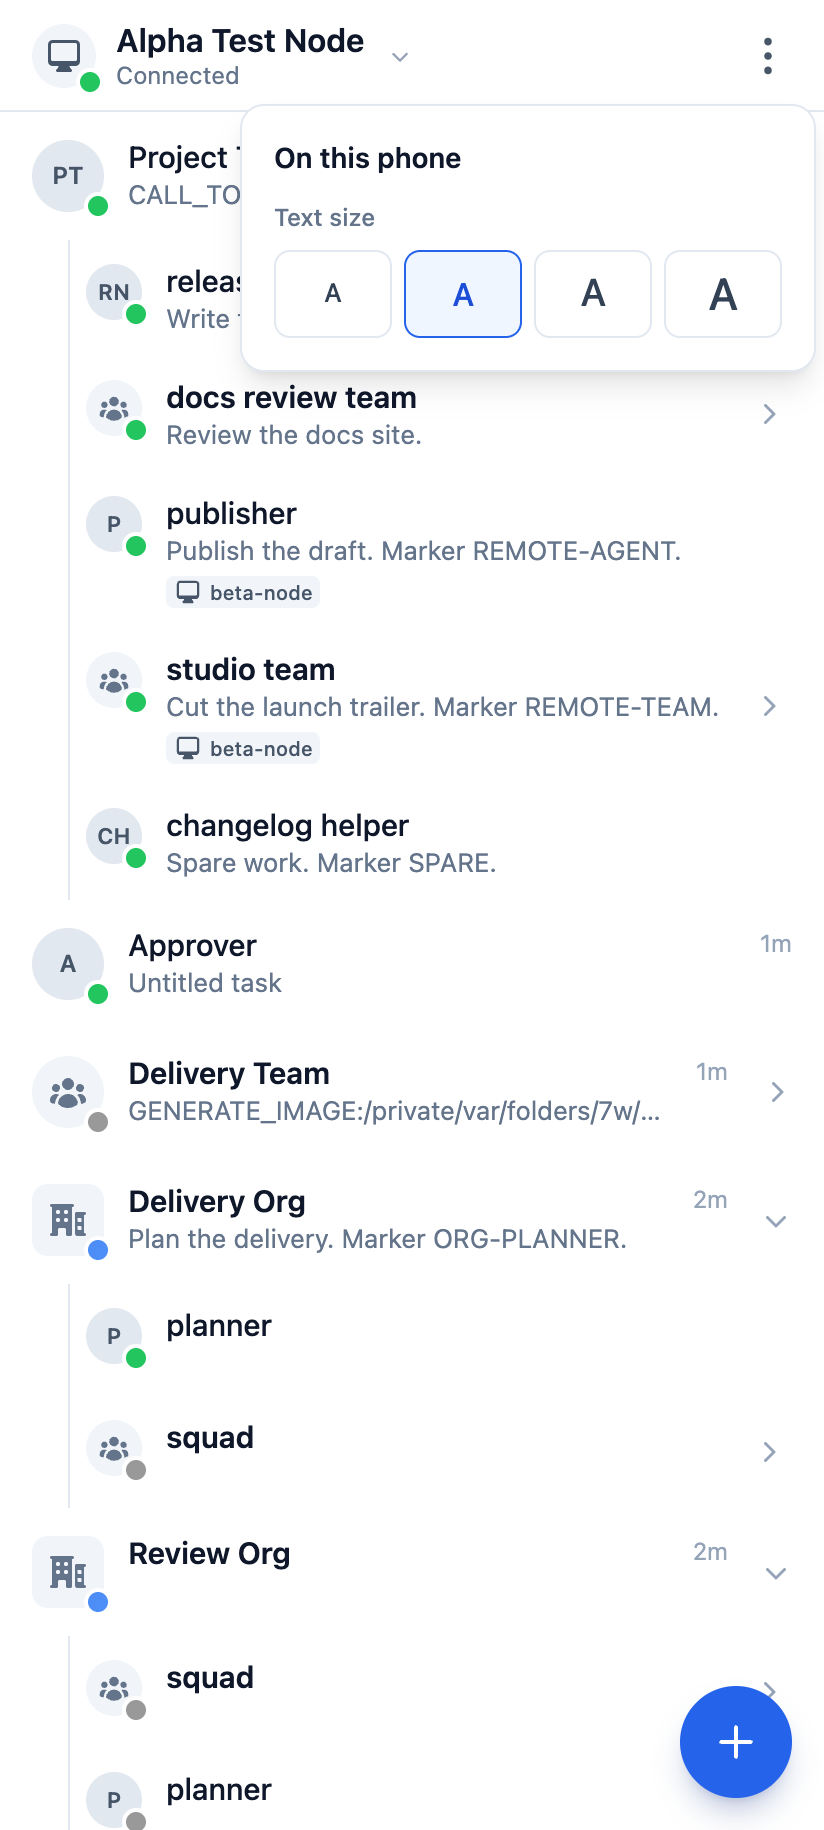 Alpha Test Node
Connected
On this phone
Text size
A A A A
PT
Project
CALL_TO
RN
Write
docs review team
Review the docs site.
P
publisher
Publish the draft. Marker REMOTE-AGENT.
beta-node
studio team
Cut the launch trailer. Marker REMOTE-TEAM.
beta-node
CH
changelog helper
Spare work. Marker SPARE.
A
Approver
1m
Untitled task
Delivery Team
1m
GENERATE_IMAGE:/private/var/folders/7w/...
Delivery Org
2m
Plan the delivery. Marker ORG-PLANNER.
P
planner
squad
Review Org
2m
squad
P
planner